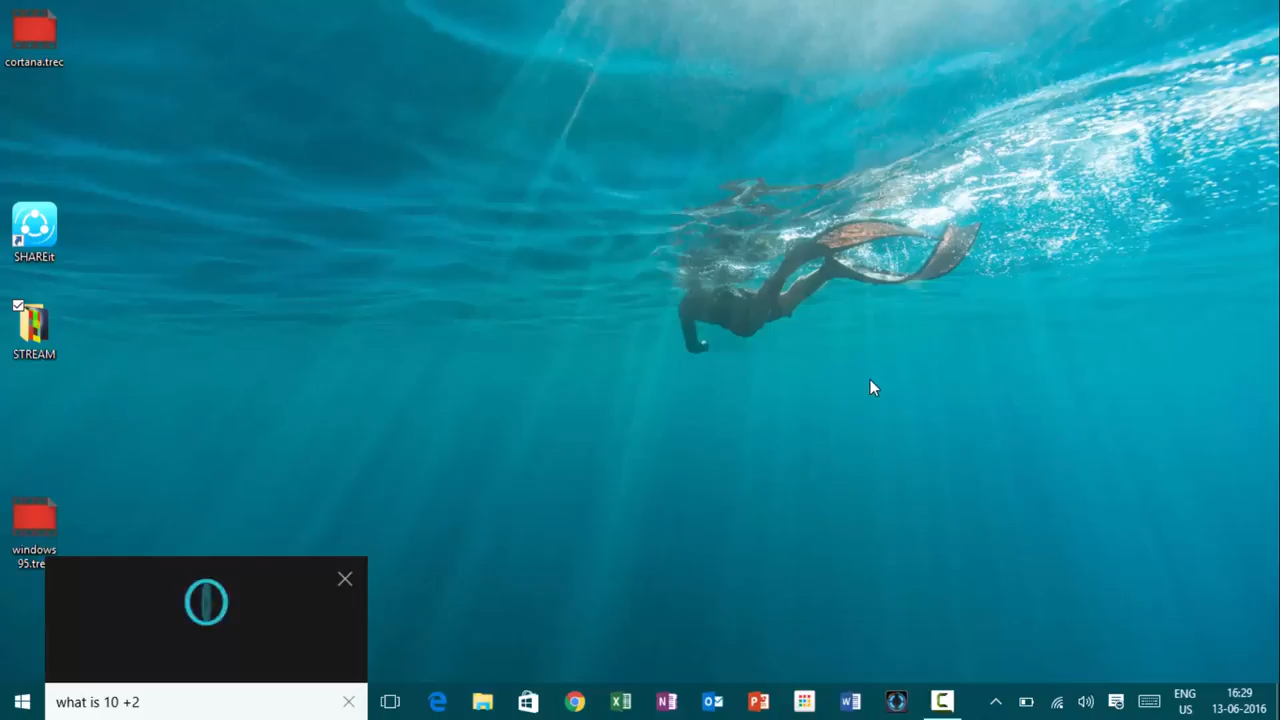 cortana.trec
SHAREit
STREAM
windows
95.tre
what is 10 +2
ENG
US
16:29
13-06-2016